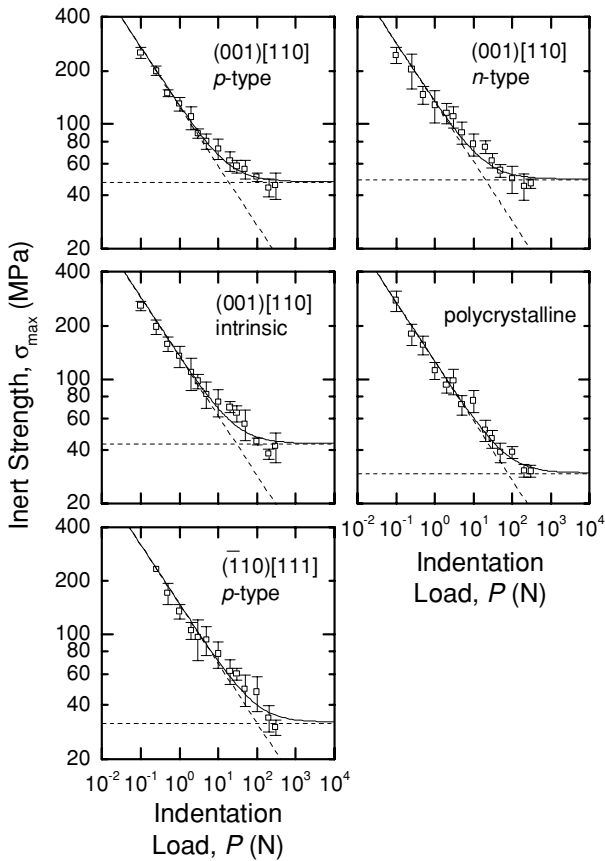 400
200
100
80
60
40
20
(001)[110]
p-type
(001)[110]
n-type
400
200
100
80
60
40
20
(001)[110]
intrinsic
polycrystalline
10⁻² 10⁻¹ 10⁰ 10¹ 10² 10³ 10⁴
Indentation
Load, P (N)
400
200
100
80
60
40
20
(1̅10)[111]
p-type
10⁻² 10⁻¹ 10⁰ 10¹ 10² 10³ 10⁴
Indentation
Load, P (N)
Inert Strength, σmax (MPa)